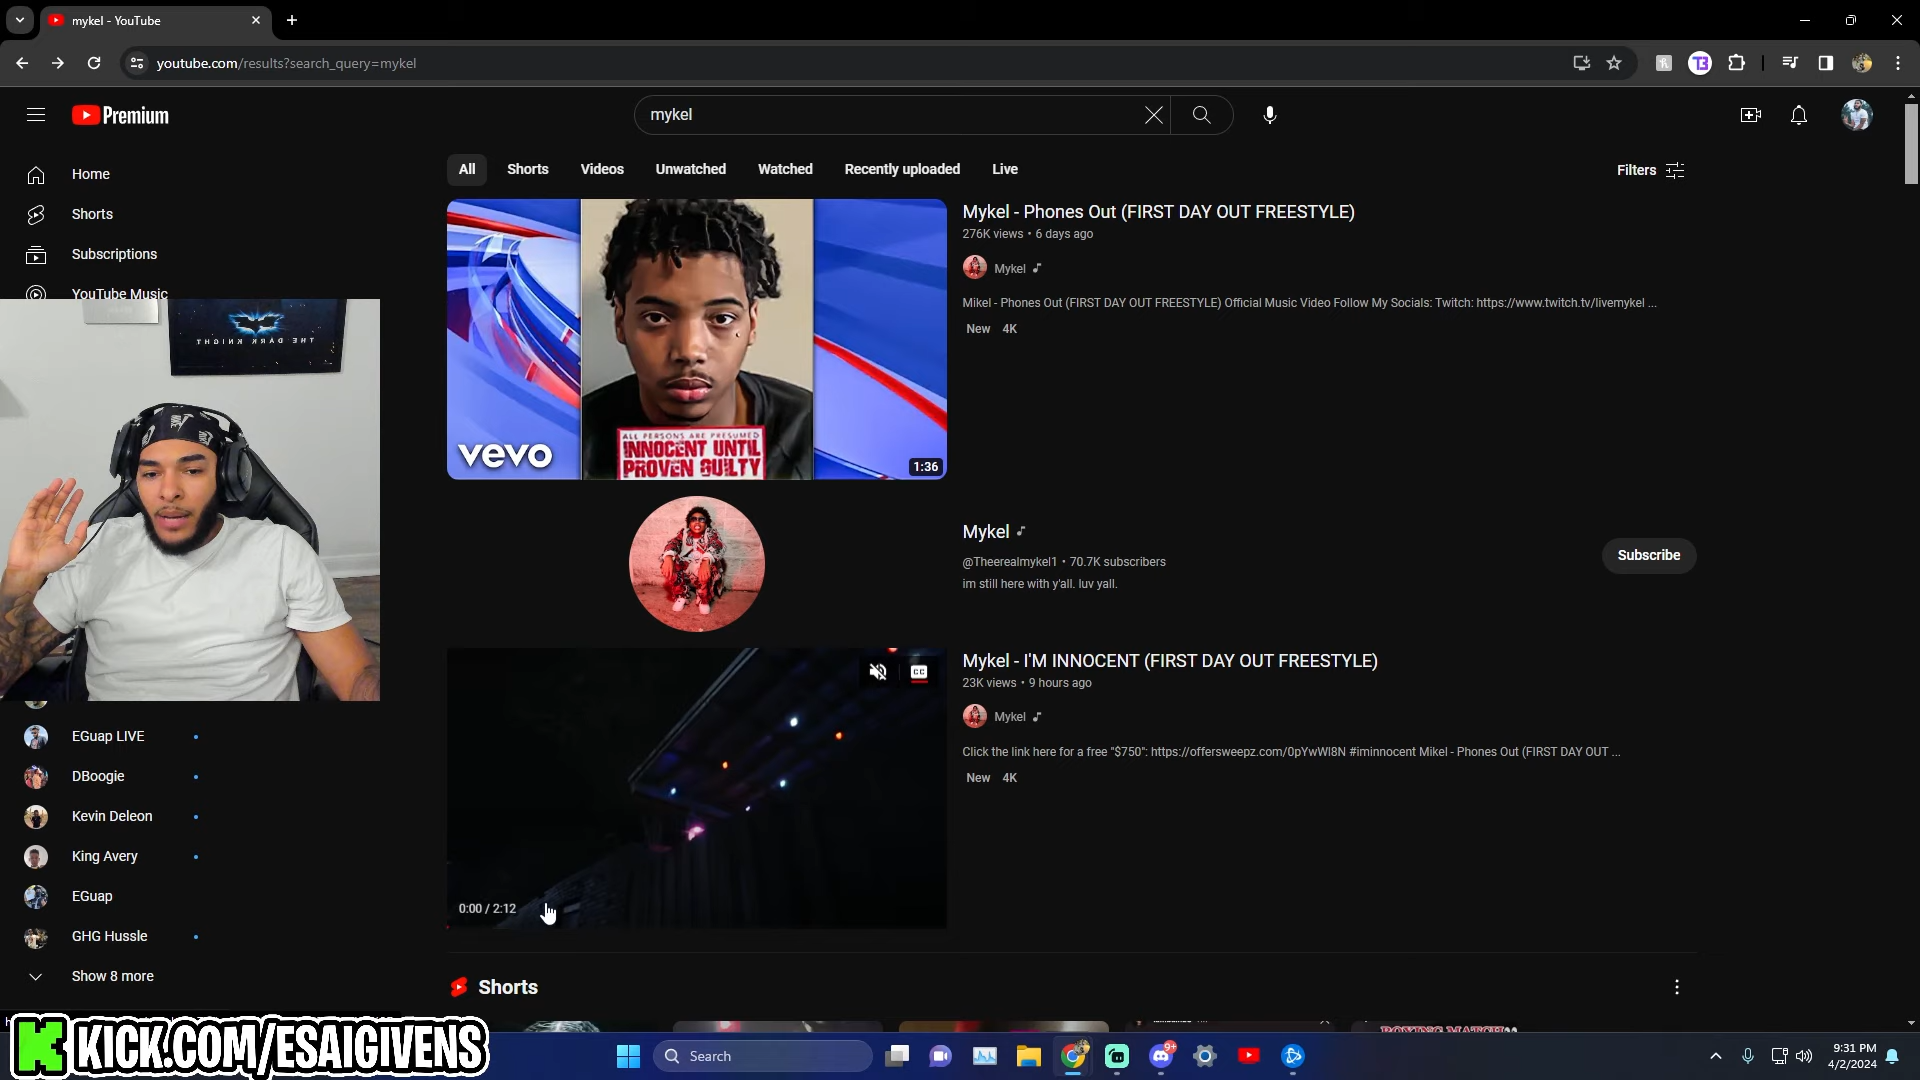 mykel - YouTube
youtube.com/results?search_query=mykel
Premium
mykel
Home
Shorts
Subscriptions
YouTube Music
THE DARK KNIGHT
EGuap LIVE
DBoogie
Kevin Deleon
King Avery
EGuap
GHG Hussle
Show 8 more
All Shorts Videos Unwatched Watched Recently uploaded Live
Filters
vevo
ALL PERSONS ARE PRESUMED
INNOCENT UNTIL
PROVEN GUILTY
1:36
Mykel - Phones Out (FIRST DAY OUT FREESTYLE)
276K views • 6 days ago
Mykel
Mikel - Phones Out (FIRST DAY OUT FREESTYLE) Official Music Video Follow My Socials: Twitch: https://www.twitch.tv/livemykel ...
New 4K
Mykel
@Theerealmykel1 • 70.7K subscribers
im still here with y'all. luv yall.
Subscribe
CC
0:00 / 2:12
Mykel - I'M INNOCENT (FIRST DAY OUT FREESTYLE)
23K views • 9 hours ago
Mykel
Click the link here for a free "$750": https://offersweepz.com/0pYwWl8N #iminnocent Mikel - Phones Out (FIRST DAY OUT ...
New 4K
Shorts
BOXING MATCH
K KICK.COM/ESAIGIVENS
Search
9+
9:31 PM
4/2/2024